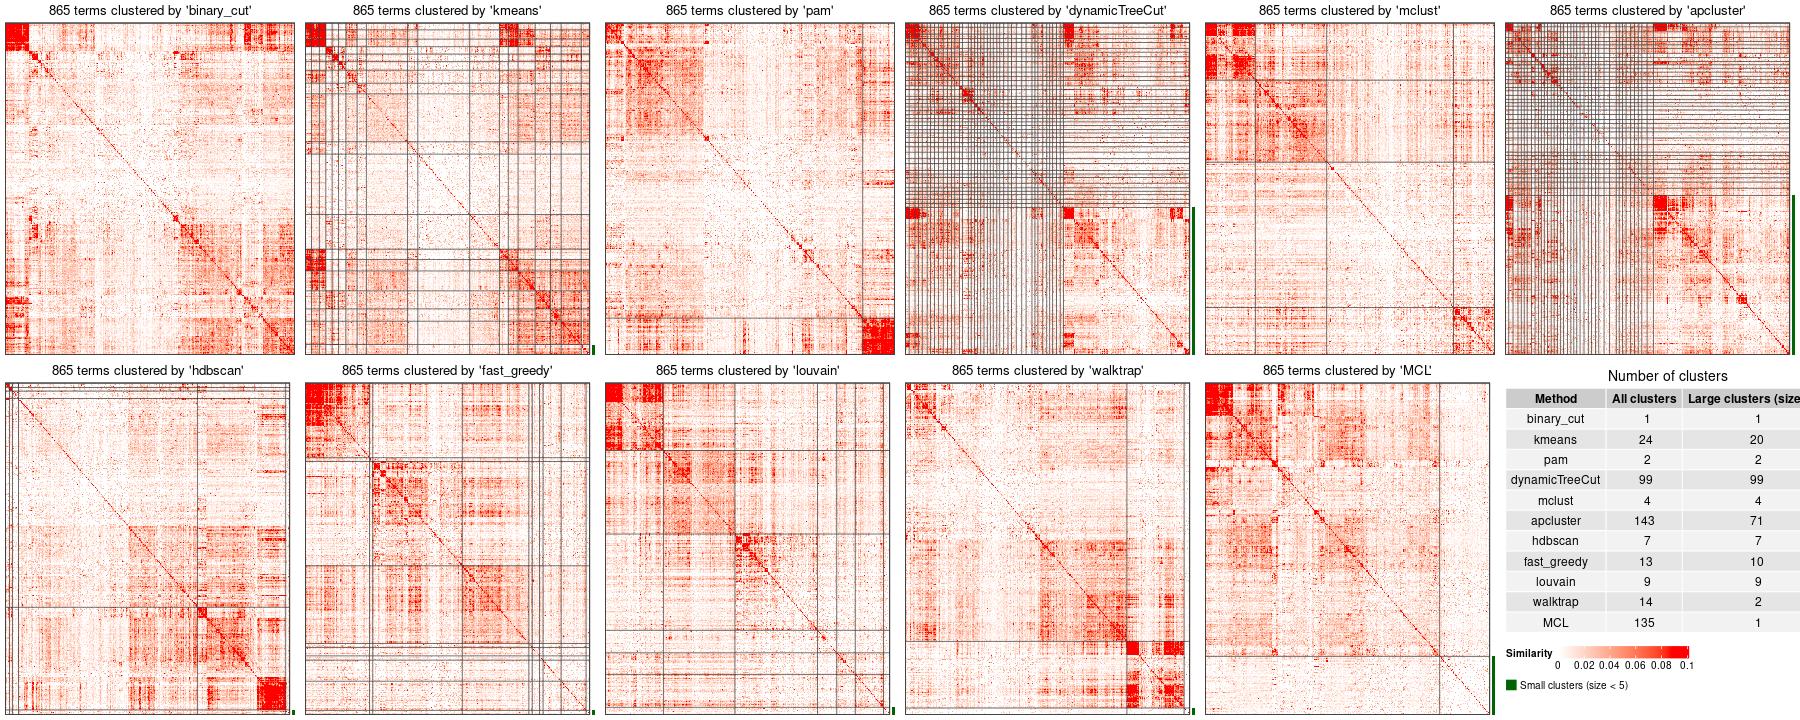 865 terms clustered by 'binary_cut'
865 terms clustered by 'kmeans'
865 terms clustered by 'pam'
865 terms clustered by 'dynamicTreeCut'
865 terms clustered by 'mclust'
865 terms clustered by 'apcluster'
865 terms clustered by 'hdbscan'
865 terms clustered by 'fast_greedy'
865 terms clustered by 'louvain'
865 terms clustered by 'walktrap'
865 terms clustered by 'MCL'
Number of clusters
Method All clusters Large clusters (size
binary_cut 1 1
kmeans 24 20
pam 2 2
dynamicTreeCut 99 99
mclust 4 4
apcluster 143 71
hdbscan 7 7
fast_greedy 13 10
louvain 9 9
walktrap 14 2
MCL 135 1
Similarity
0 0.02 0.04 0.06 0.08 0.1
Small clusters (size < 5)